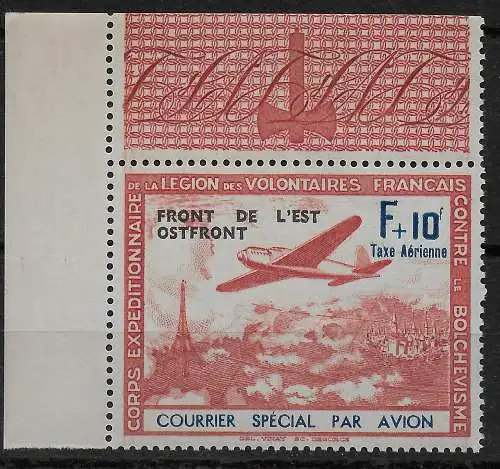 DE LA LEGION DES VOLONTAIRES FRANCAIS
CORPS EXPEDITIONNAIRE
CONTRE LE BOLCHEVISME
FRONT DE L'EST
OSTFRONT
F+10F
Taxe Aérienne
COURRIER SPÉCIAL PAR AVION